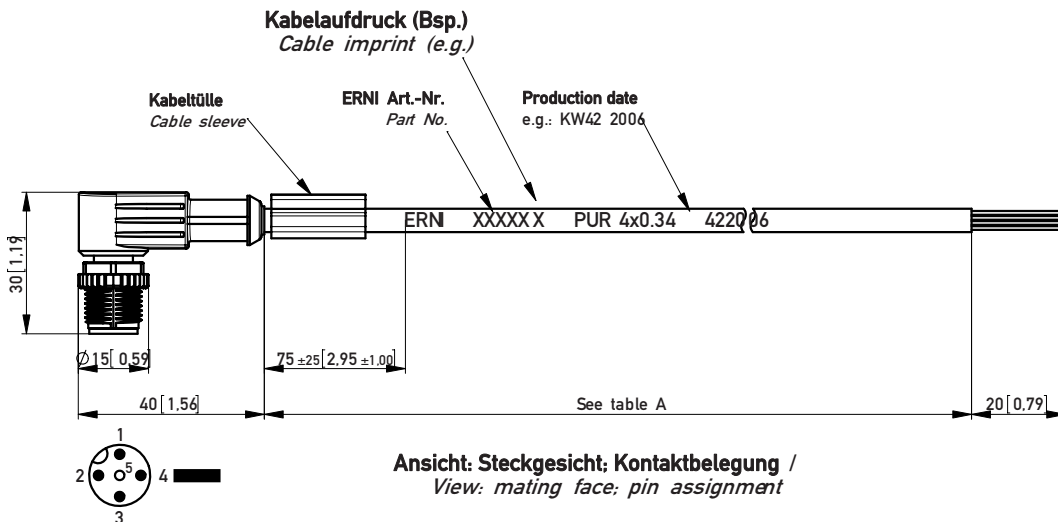 Kabelaufdruck (Bsp.)
Cable imprint (e.g.)
Kabeltülle
Cable sleeve
ERNI Art.-Nr.
Part No.
Production date
e.g.: KW42 2006
ERNI XXXXX X PUR 4x0.34 422006
30[1.19]
Ø15[0,59]
75 ±25[2,95 ±1,00]
40[1,56]
See table A
20[0,79]
1
2 5 4
3
Ansicht: Steckgesicht; Kontaktbelegung /
View: mating face; pin assignment